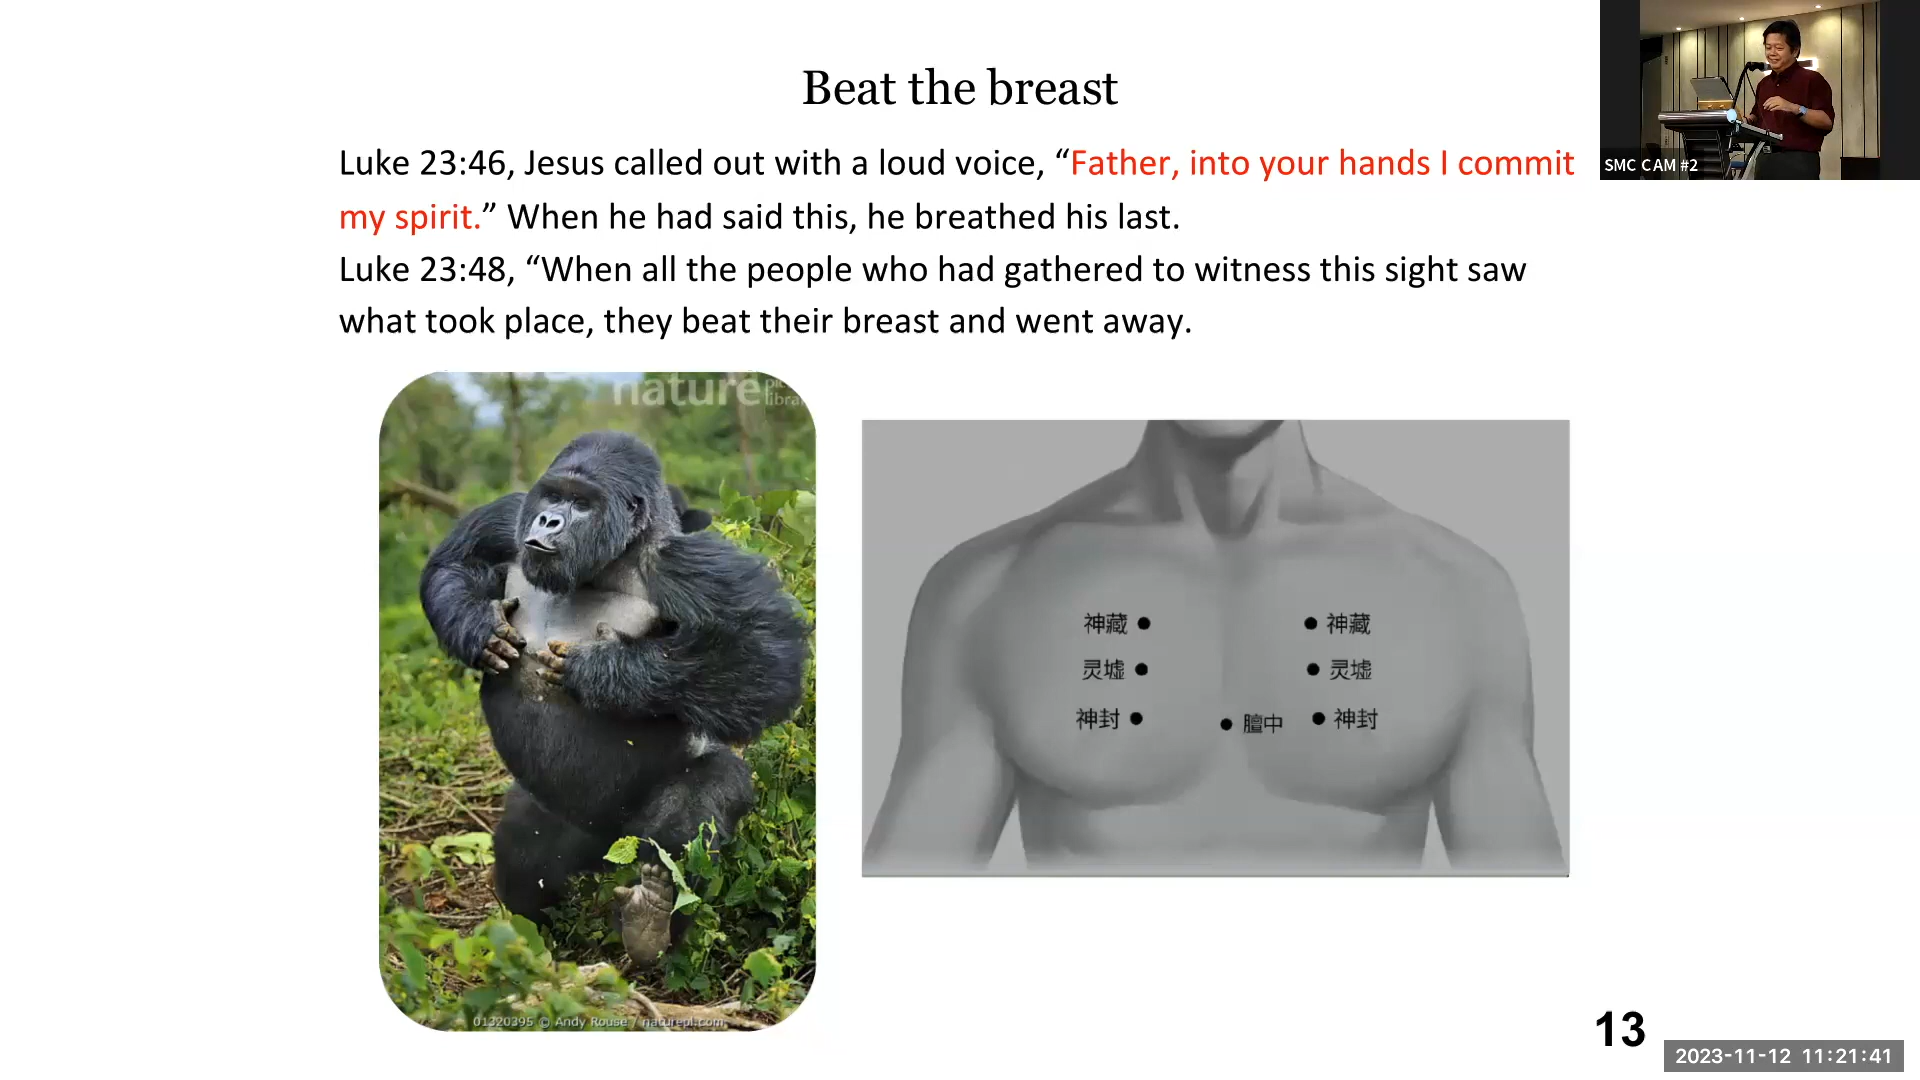 Beat the breast
Luke 23:46, Jesus called out with a loud voice, “Father, into your hands I commit
my spirit.” When he had said this, he breathed his last.
Luke 23:48, “When all the people who had gathered to witness this sight saw
what took place, they beat their breast and went away.
SMC CAM #2
nature
神藏 神藏
灵墟 灵墟
神封 膻中 神封
01320395 © Andy Rouse / naturepl.com
13
2023-11-12 11:21:41